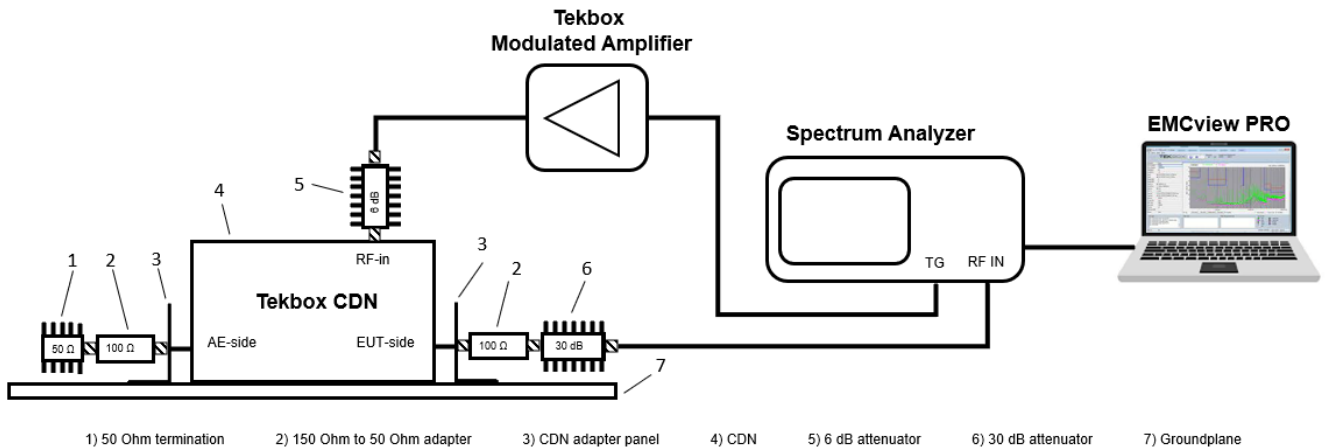 Tekbox
Modulated Amplifier
Spectrum Analyzer
EMCview PRO
5
6 dB
4
RF-in
3
2
6
TG
RF IN
1
2
3
Tekbox CDN
50 Ω
100 Ω
AE-side
EUT-side
100 Ω
30 dB
7
1) 50 Ohm termination 2) 150 Ohm to 50 Ohm adapter 3) CDN adapter panel 4) CDN 5) 6 dB attenuator 6) 30 dB attenuator 7) Groundplane